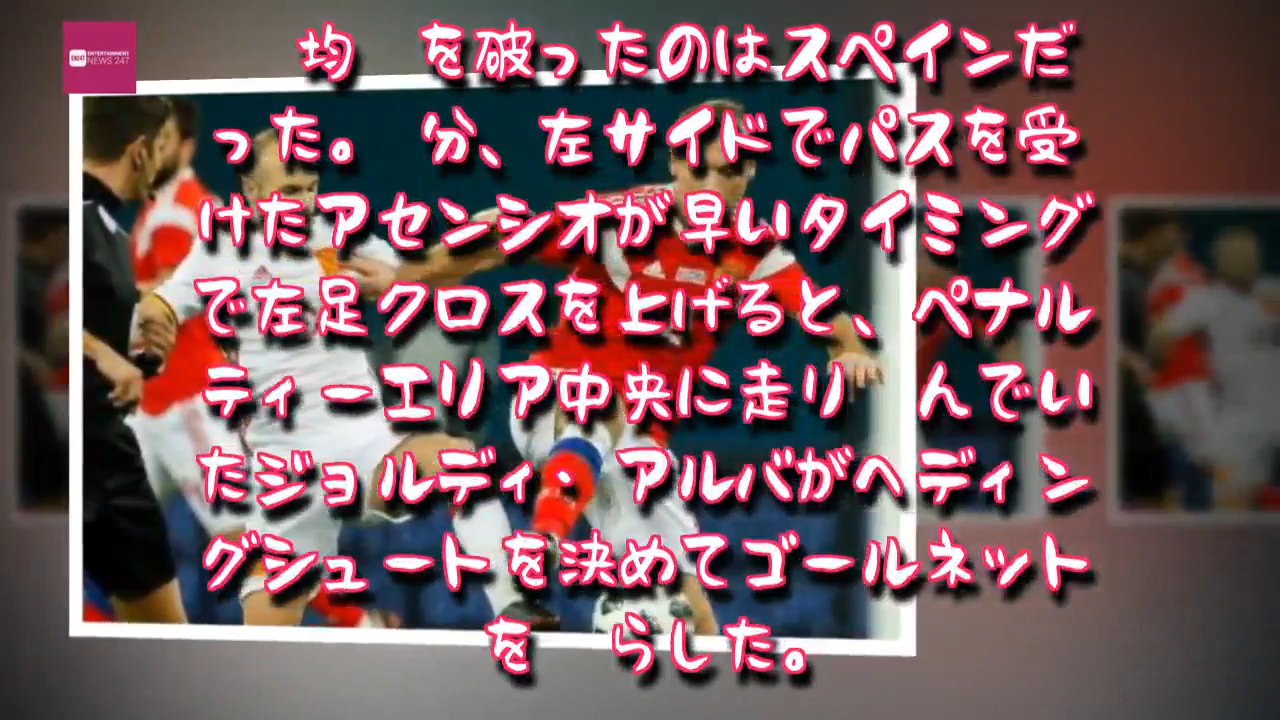 ENTERTAINMENT
NEWS 247
均　を破ったのはスペインだ
った。　分、左サイドでパスを受
けたアセンシオが早いタイミング
で左足クロスを上げると、ペナル
ティーエリア中央に走り　んでい
たジョルディ・アルバがヘディン
グシュートを決めてゴールネット
を　らした。